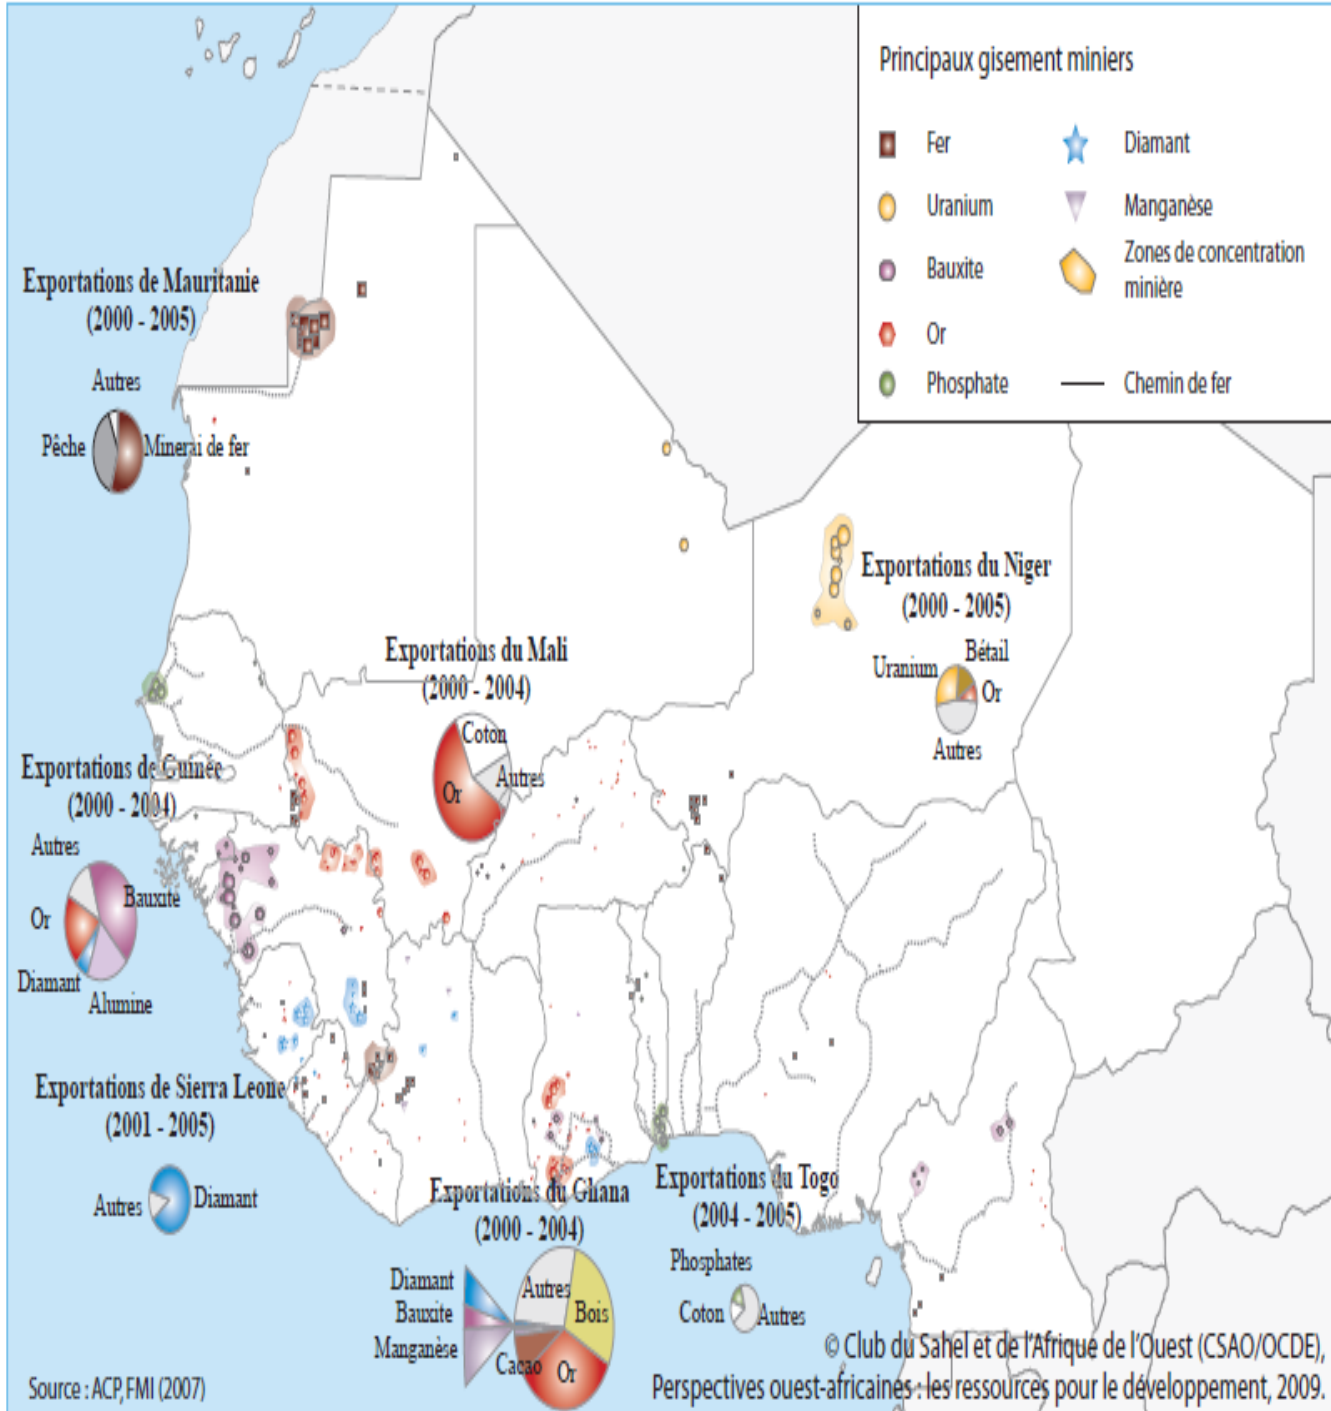 Principaux gisement miniers
Fer
Diamant
Uranium
Manganèse
Bauxite
Zones de concentration
minière
Or
Phosphate
Chemin de fer
Exportations de Mauritanie
(2000 - 2005)
Autres
Pêche
Minerai de fer
Exportations du Niger
(2000 - 2005)
Bétail
Uranium
Or
Autres
Exportations du Mali
(2000 - 2004)
Coton
Autres
Or
Exportations de Guinée
(2000 - 2004)
Autres
Bauxite
Or
Diamant
Alumine
Exportations de Sierra Leone
(2001 - 2005)
Autres
Diamant
Exportations du Ghana
(2000 - 2004)
Diamant
Bauxite
Manganèse
Autres
Bois
Cacao
Or
Exportations du Togo
(2004 - 2005)
Phosphates
Coton
Autres
© Club du Sahel et de l'Afrique de l'Ouest (CSAO/OCDE),
Perspectives ouest-africaines : les ressources pour le développement, 2009.
Source : ACP, FMI (2007)